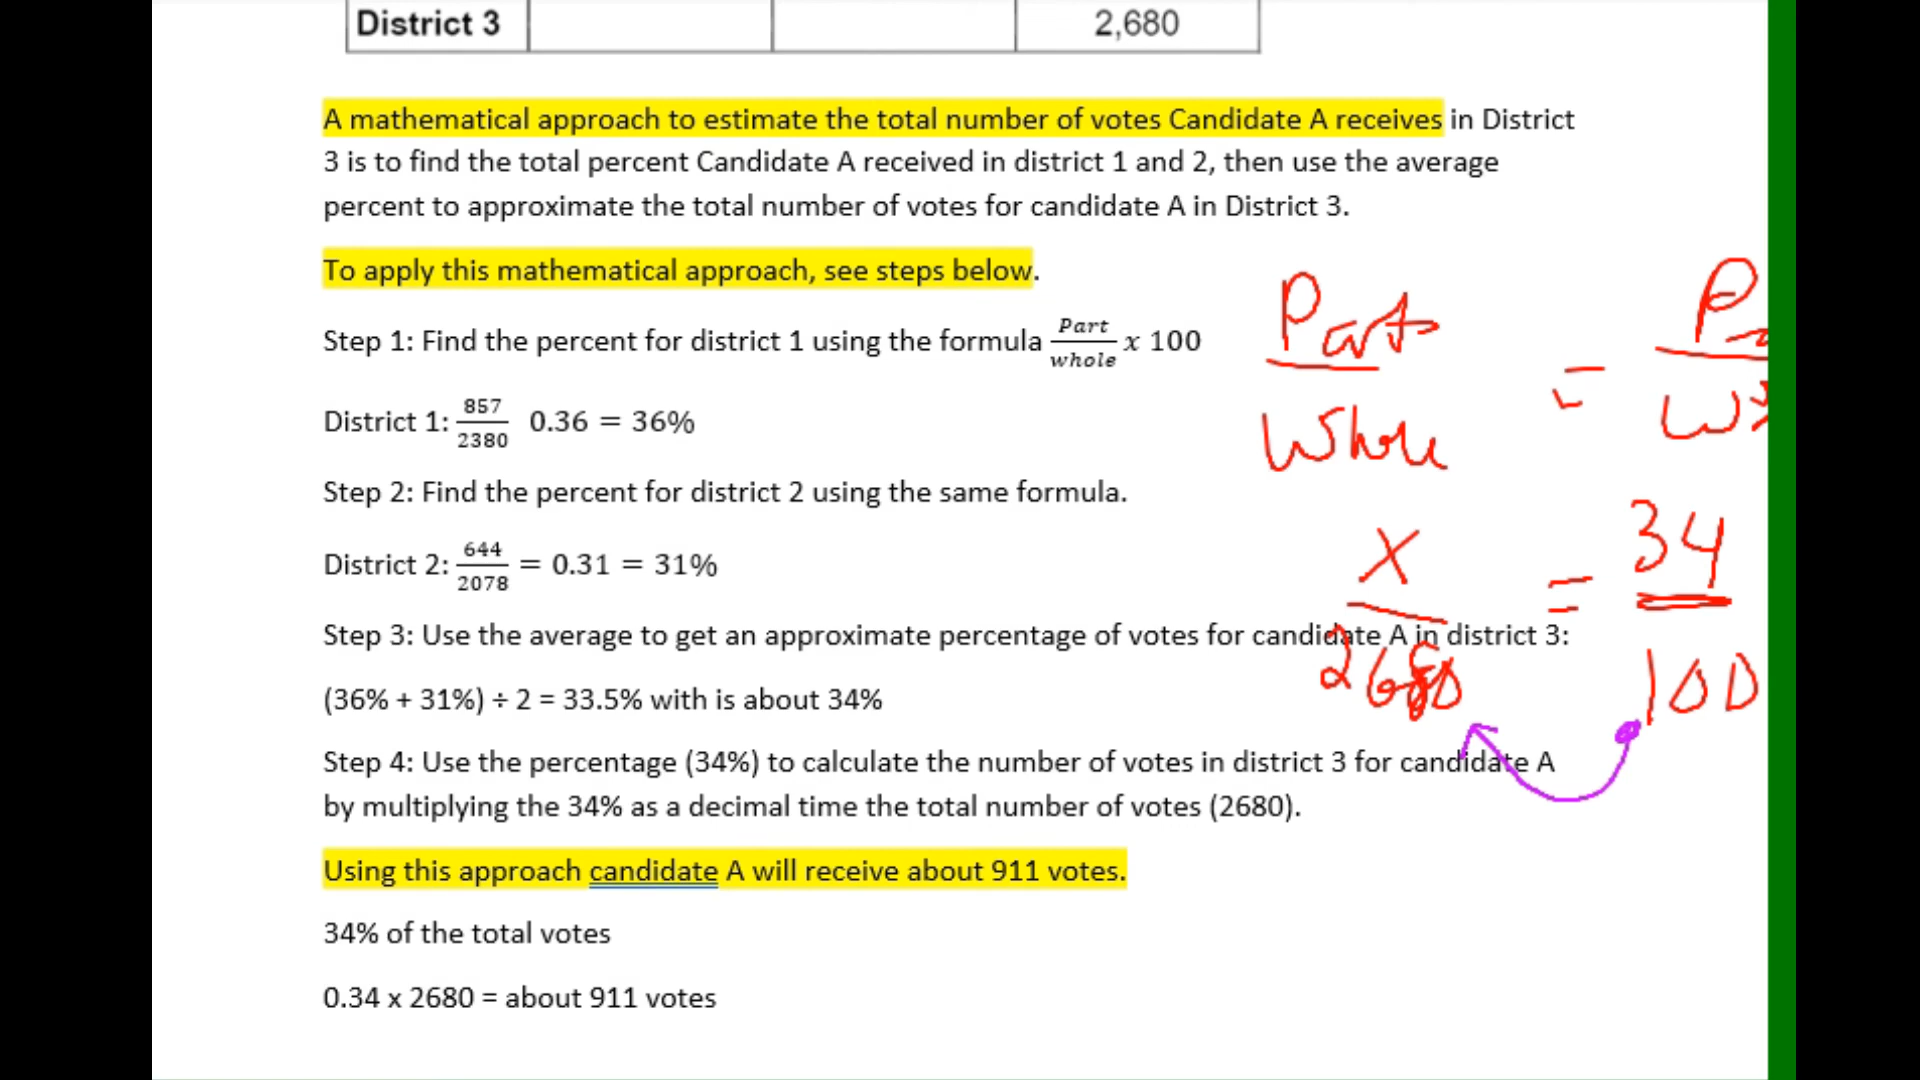 District 3 2,680
A mathematical approach to estimate the total number of votes Candidate A receives in District
3 is to find the total percent Candidate A received in district 1 and 2, then use the average
percent to approximate the total number of votes for candidate A in District 3.
To apply this mathematical approach, see steps below.
Step 1: Find the percent for district 1 using the formula Part/whole x 100
District 1: 857/2380 0.36 = 36%
Step 2: Find the percent for district 2 using the same formula.
District 2: 644/2078 = 0.31 = 31%
Step 3: Use the average to get an approximate percentage of votes for candidate A in district 3:
(36% + 31%) ÷ 2 = 33.5% with is about 34%
Step 4: Use the percentage (34%) to calculate the number of votes in district 3 for candidate A
by multiplying the 34% as a decimal time the total number of votes (2680).
Using this approach candidate A will receive about 911 votes.
34% of the total votes
0.34 x 2680 = about 911 votes
Part
Whole
=
X
2680
=
34
100